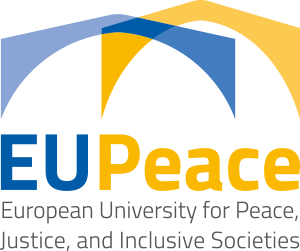 EUPeace
European University for Peace,
Justice, and Inclusive Societies